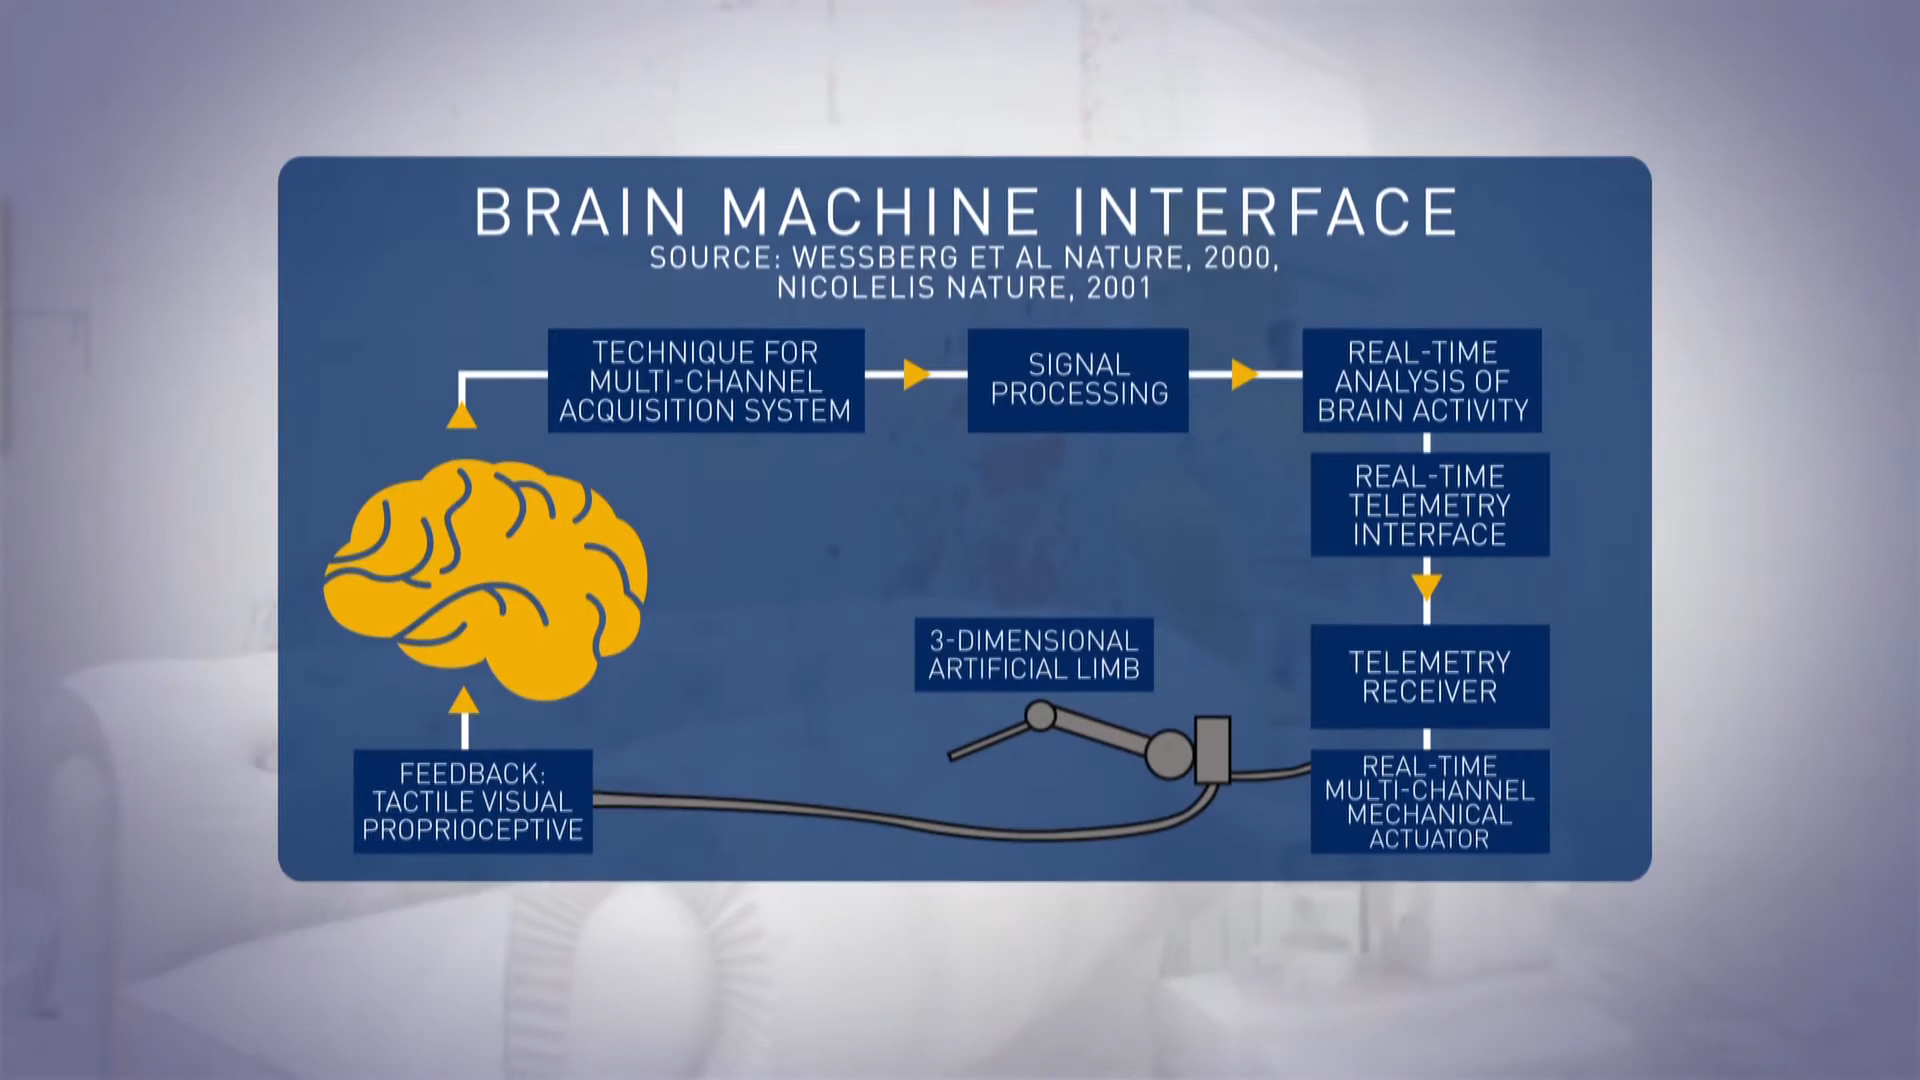 BRAIN MACHINE INTERFACE
SOURCE: WESSBERG ET AL NATURE, 2000,
NICOLELIS NATURE, 2001
TECHNIQUE FOR
MULTI-CHANNEL
ACQUISITION SYSTEM
SIGNAL
PROCESSING
REAL-TIME
ANALYSIS OF
BRAIN ACTIVITY
REAL-TIME
TELEMETRY
INTERFACE
TELEMETRY
RECEIVER
REAL-TIME
MULTI-CHANNEL
MECHANICAL
ACTUATOR
3-DIMENSIONAL
ARTIFICIAL LIMB
FEEDBACK:
TACTILE VISUAL
PROPRIOCEPTIVE